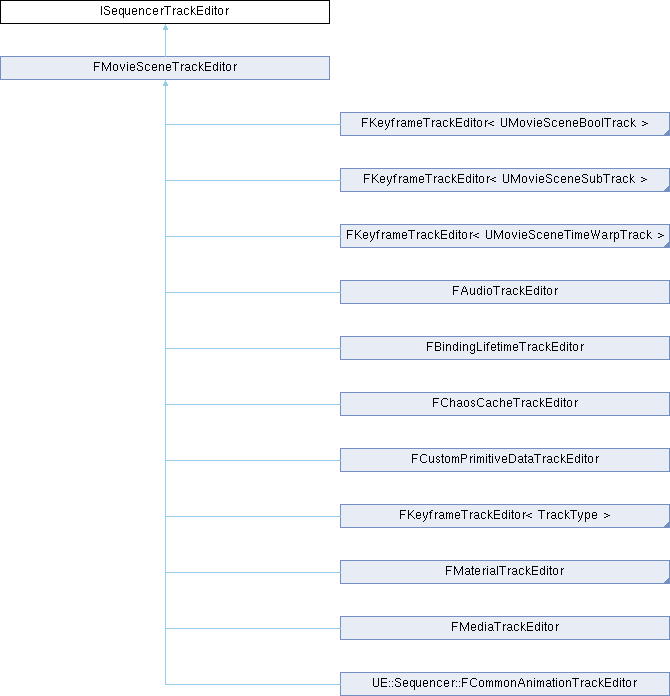 ISequencerTrackEditor
FMovieSceneTrackEditor
FKeyframeTrackEditor< UMovieSceneBoolTrack >
FKeyframeTrackEditor< UMovieSceneSubTrack >
FKeyframeTrackEditor< UMovieSceneTimeWarpTrack >
FAudioTrackEditor
FBindingLifetimeTrackEditor
FChaosCacheTrackEditor
FCustomPrimitiveDataTrackEditor
FKeyframeTrackEditor< TrackType >
FMaterialTrackEditor
FMediaTrackEditor
UE::Sequencer::FCommonAnimationTrackEditor